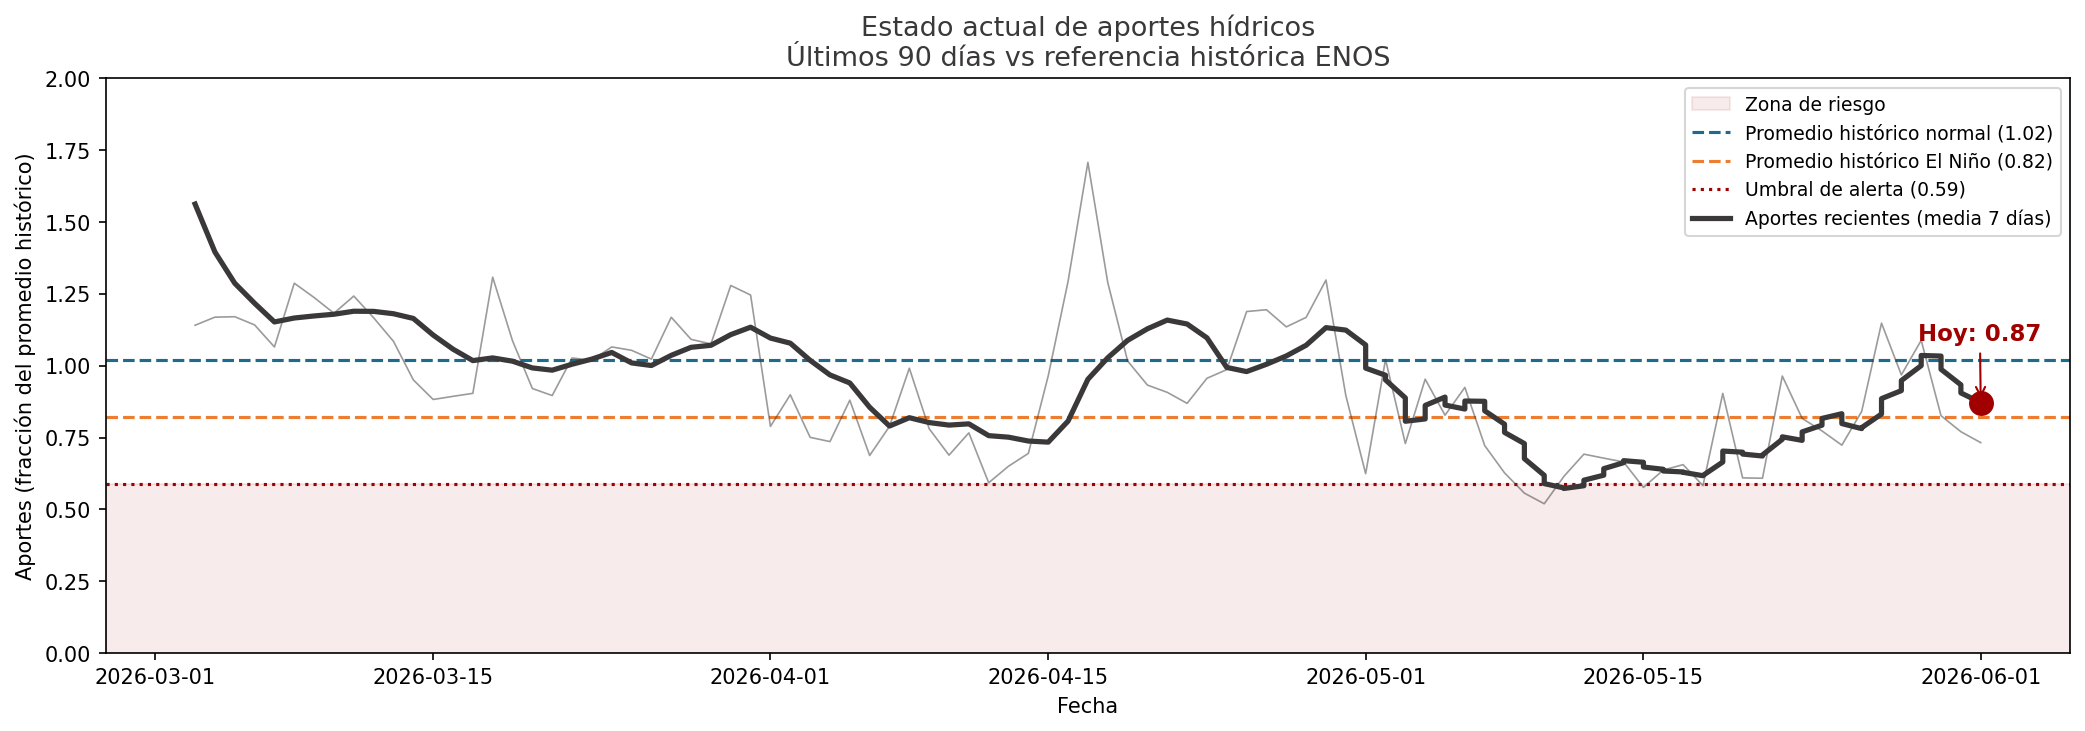 Estado actual de aportes hídricos
Últimos 90 días vs referencia histórica ENOS
Aportes (fracción del promedio histórico)
2.00
1.75
1.50
1.25
1.00
0.75
0.50
0.25
0.00
Zona de riesgo
Promedio histórico normal (1.02)
Promedio histórico El Niño (0.82)
Umbral de alerta (0.59)
Aportes recientes (media 7 días)
Hoy: 0.87
2026-03-01
2026-03-15
2026-04-01
2026-04-15
2026-05-01
2026-05-15
2026-06-01
Fecha